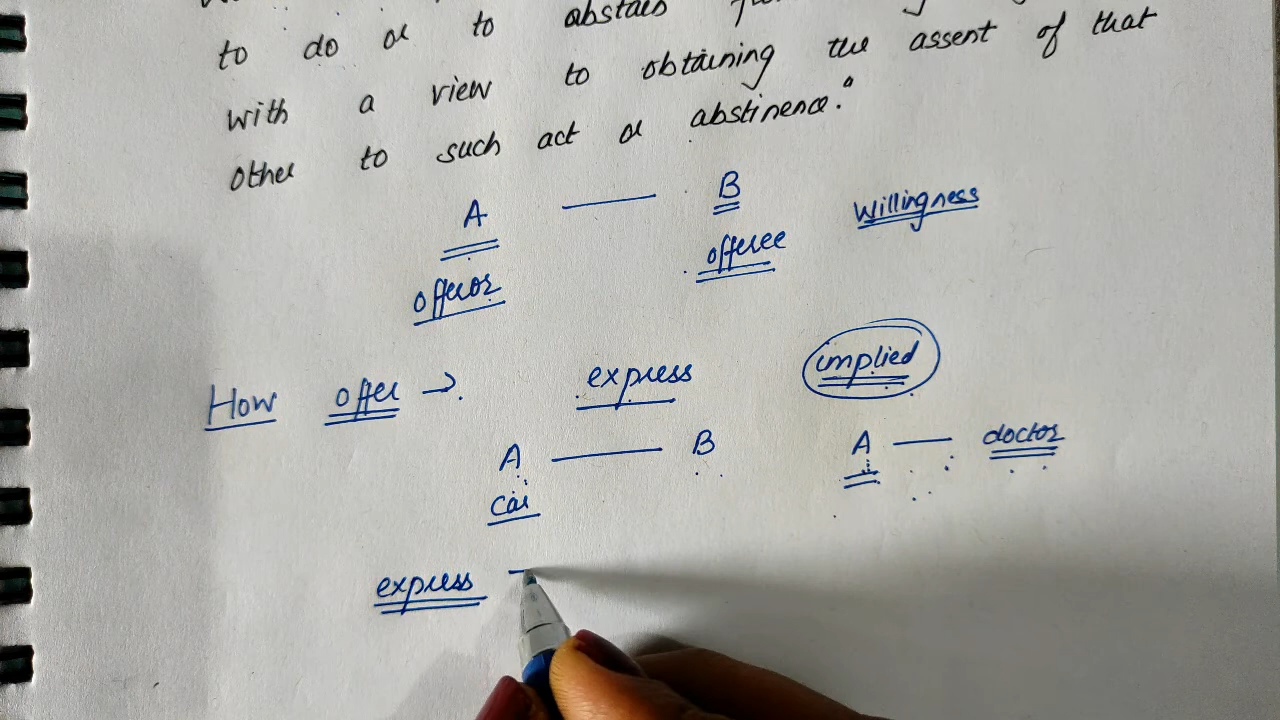 to do or to abstain
with a view to obtaining the assent of that
other to such act or abstinence."
A — B willingness
offeror offeree
How offer → express implied
A — B A — doctor
Car
express —